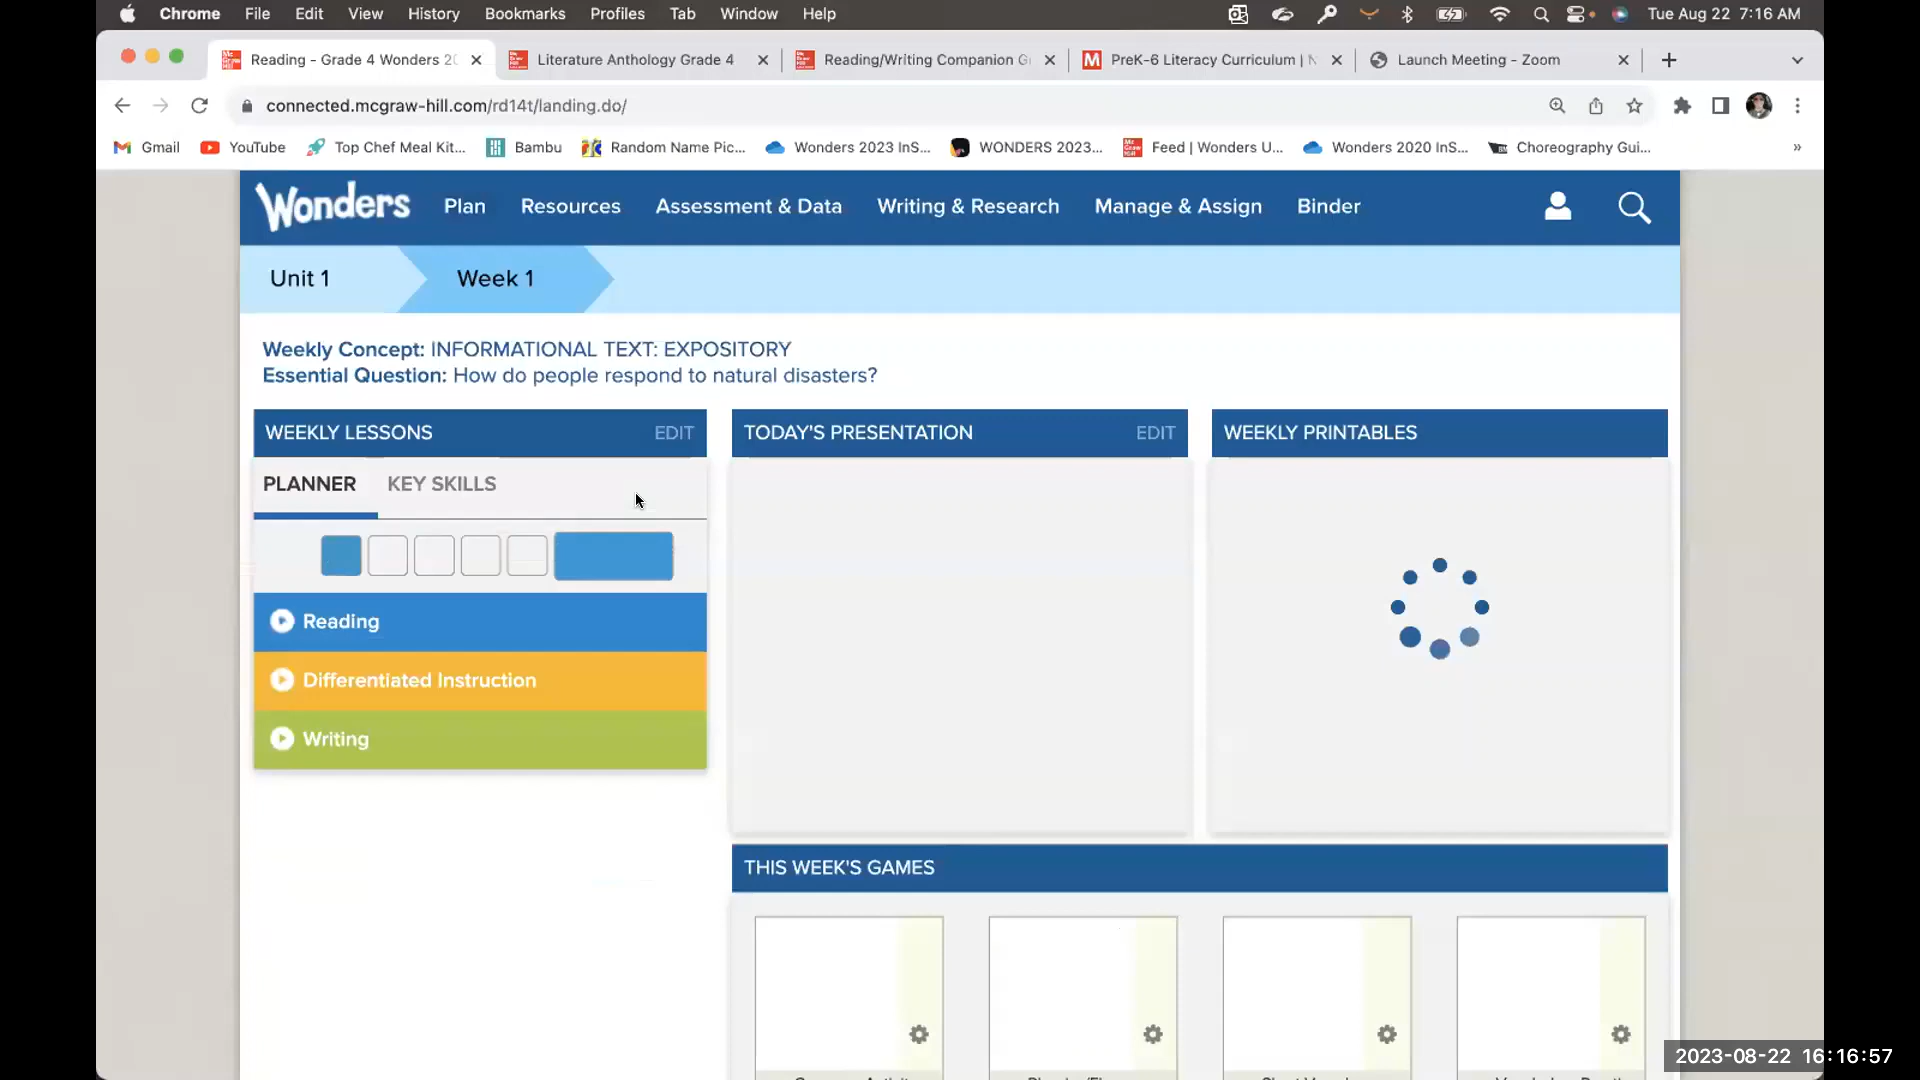 Chrome File Edit View History Bookmarks Profiles Tab Window Help Tue Aug 22 7:16 AM
Reading - Grade 4 Wonders 20 Literature Anthology Grade 4 Reading/Writing Companion G PreK-6 Literacy Curriculum | N Launch Meeting - Zoom
connected.mcgraw-hill.com/rd14t/landing.do/
Gmail YouTube Top Chef Meal Kit... Bambu Random Name Pic... Wonders 2023 InS... WONDERS 2023... Feed | Wonders U... Wonders 2020 InS... Choreography Gui... »
Wonders Plan Resources Assessment & Data Writing & Research Manage & Assign Binder
Unit 1 Week 1
Weekly Concept: INFORMATIONAL TEXT: EXPOSITORY
Essential Question: How do people respond to natural disasters?
WEEKLY LESSONS EDIT TODAY'S PRESENTATION EDIT WEEKLY PRINTABLES
PLANNER KEY SKILLS
Reading
Differentiated Instruction
Writing
THIS WEEK'S GAMES
2023-08-22 16:16:57